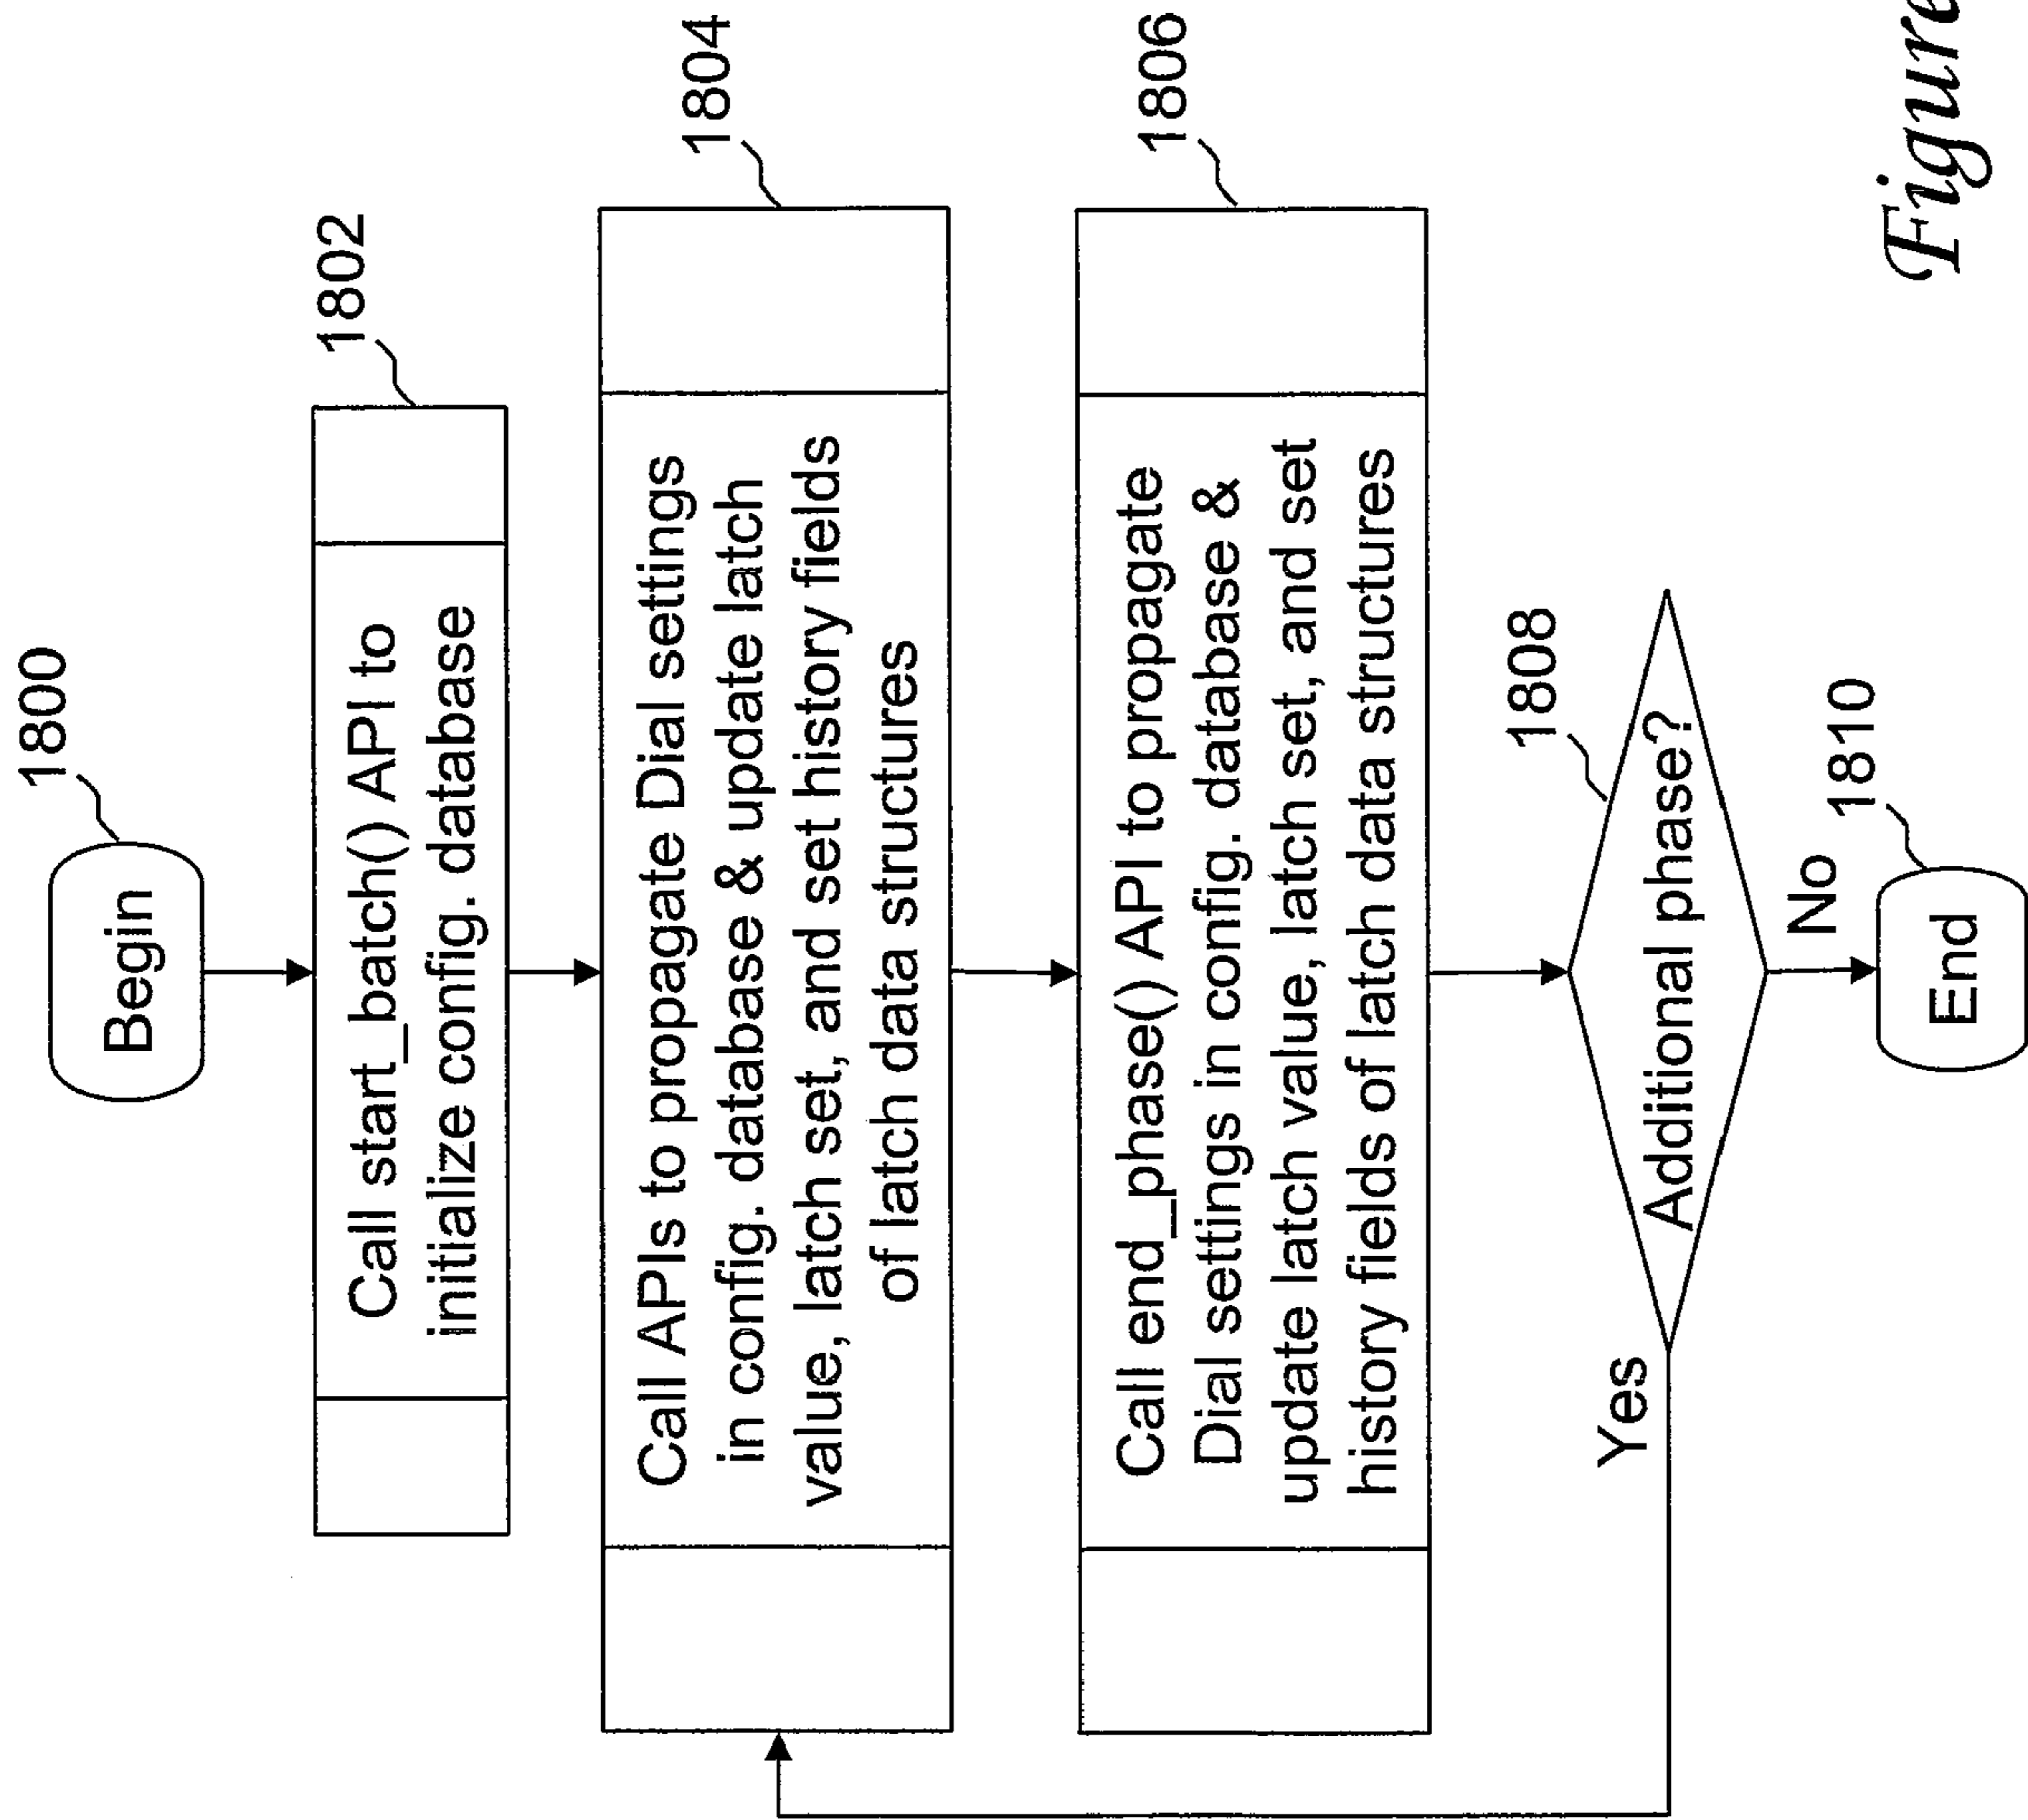 1800
Begin
1802
Call start_batch() API to
initialize config. database
1804
Call APIs to propagate Dial settings
in config. database & update latch
value, latch set, and set history fields
of latch data structures
1806
Call end_phase() API to propagate
Dial settings in config. database &
update latch value, latch set, and set
history fields of latch data structures
1808
Additional phase?
Yes
No
1810
End
Figure